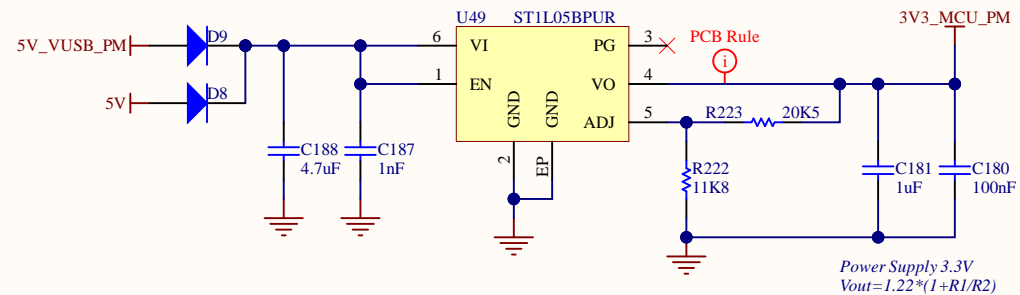 U49 ST1L05BPUR
3V3_MCU_PM
5V_VUSB_PM
D9
6
VI
PG
3
PCB Rule
i
1
EN
VO
4
5V
D8
GND
GND
ADJ
5
R223
20K5
2
EP
C188
4.7uF
C187
1nF
R222
11K8
C181
1uF
C180
100nF
Power Supply 3.3V
Vout=1.22*(1+R1/R2)